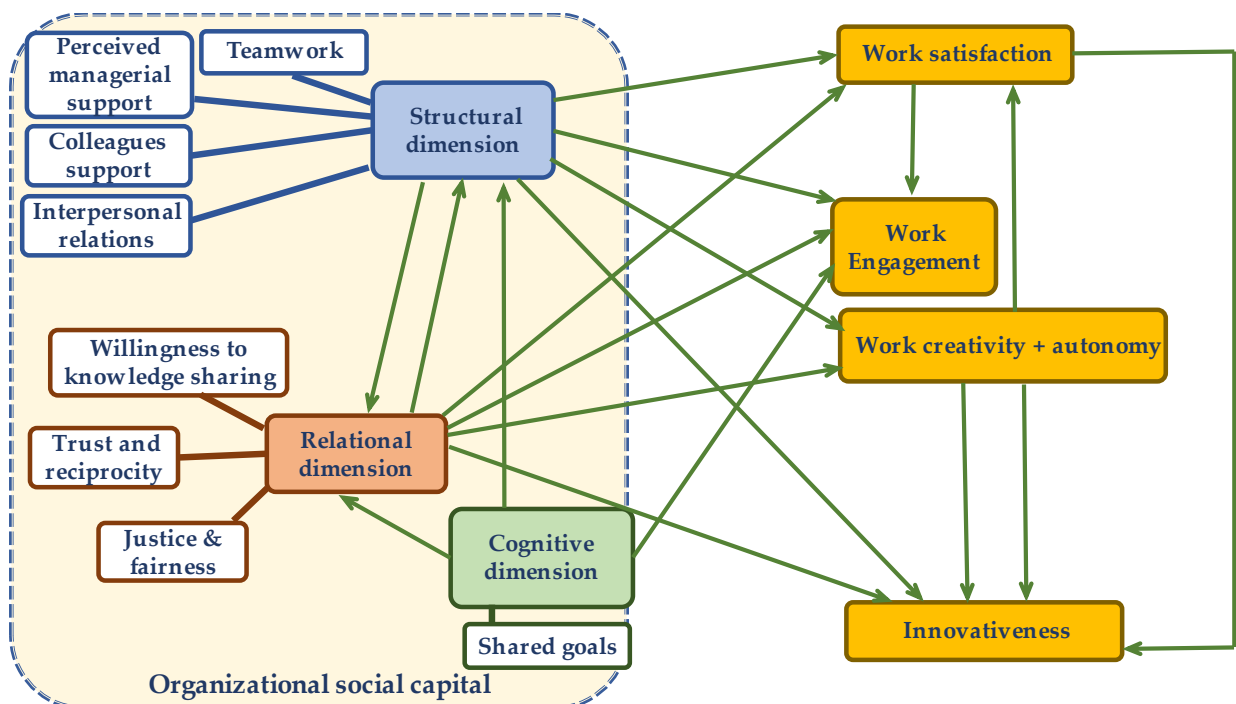 Perceived
managerial
support
Teamwork
Colleagues
support
Interpersonal
relations
Structural
dimension
Willingness to
knowledge sharing
Trust and
reciprocity
Justice &
fairness
Relational
dimension
Cognitive
dimension
Shared goals
Organizational social capital
Work satisfaction
Work
Engagement
Work creativity + autonomy
Innovativeness